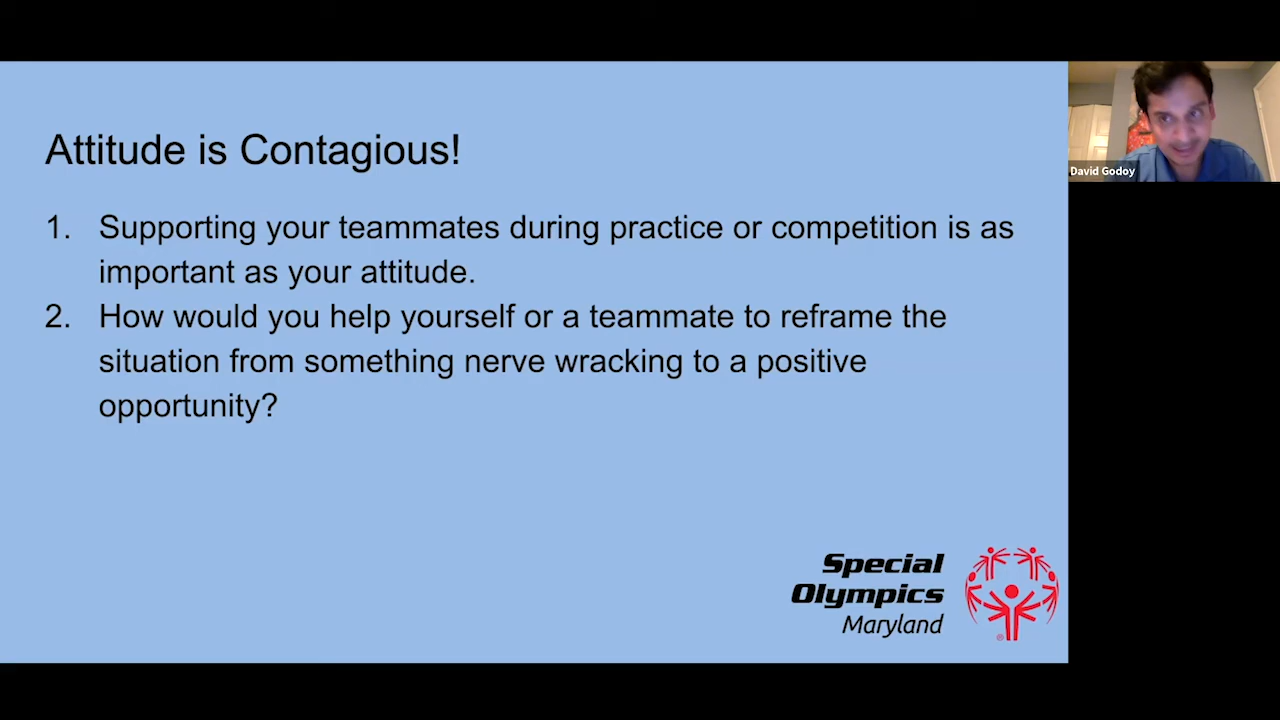 Attitude is Contagious!
1. Supporting your teammates during practice or competition is as
important as your attitude.
2. How would you help yourself or a teammate to reframe the
situation from something nerve wracking to a positive
opportunity?
David Godoy
Special
Olympics
Maryland
®